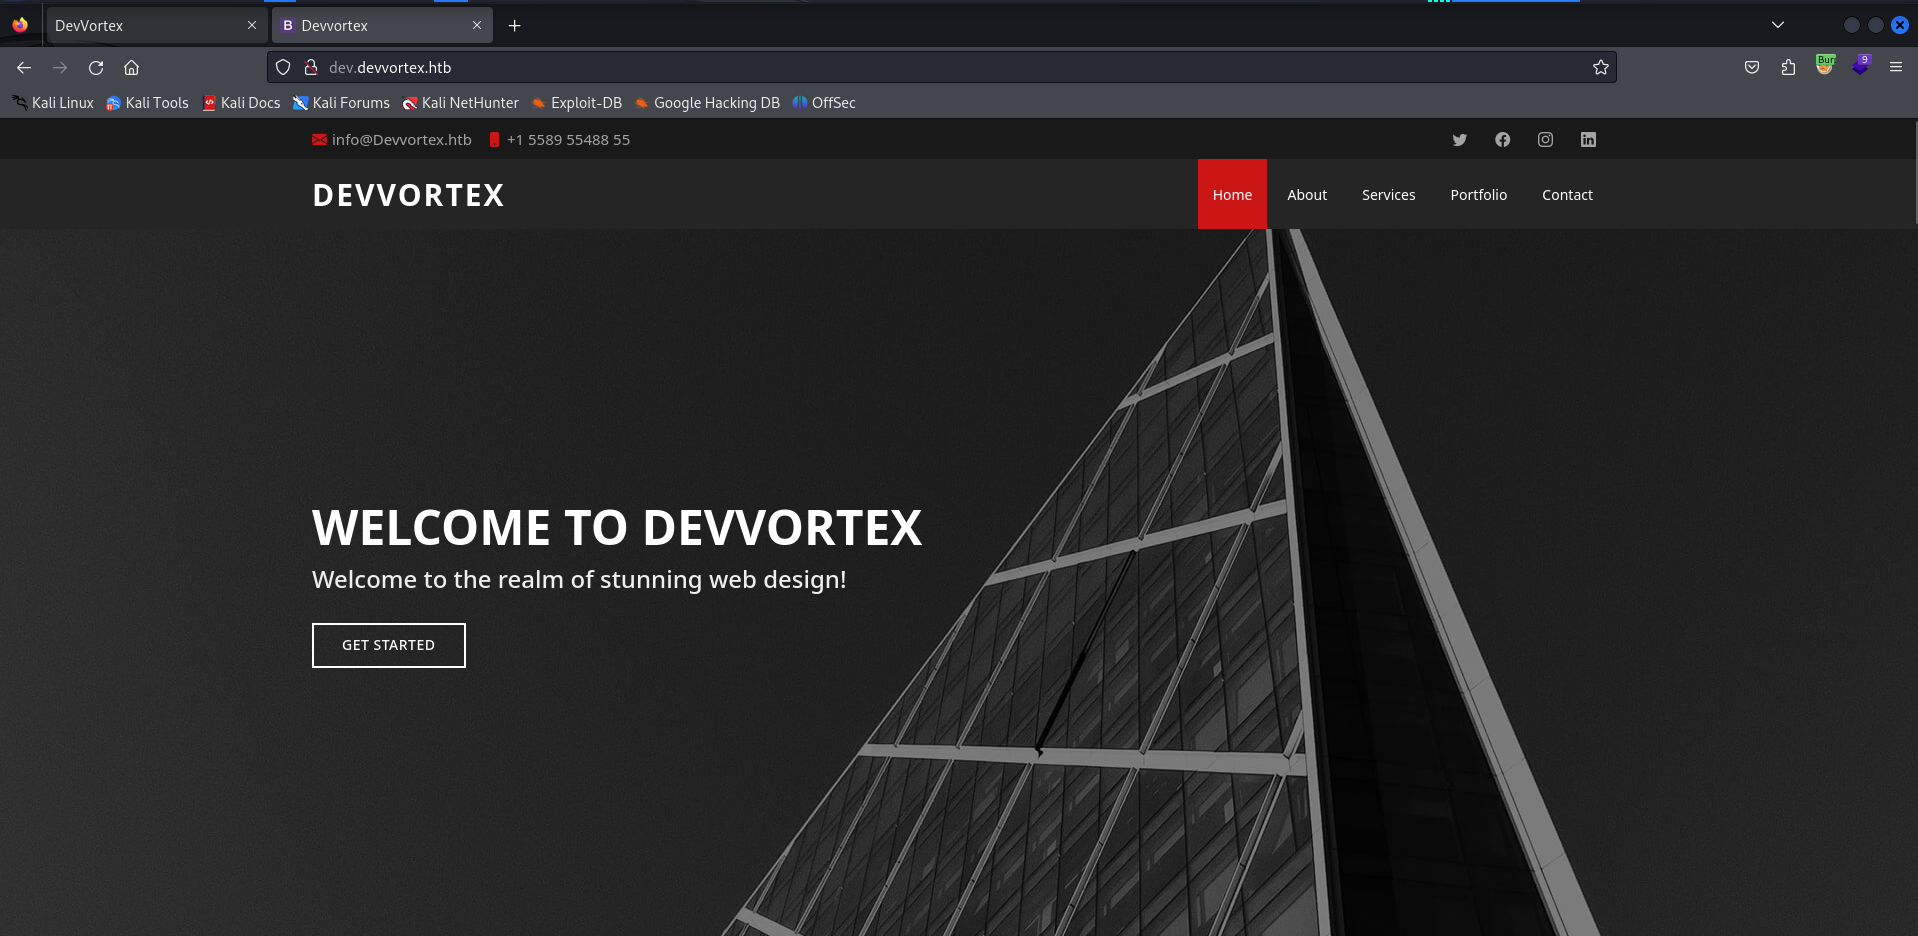 DevVortex
B Devvortex
dev.devvortex.htb
Bur
9
Kali Linux Kali Tools Kali Docs Kali Forums Kali NetHunter Exploit-DB Google Hacking DB OffSec
info@Devvortex.htb +1 5589 55488 55
DEVVORTEX
Home About Services Portfolio Contact
WELCOME TO DEVVORTEX
Welcome to the realm of stunning web design!
GET STARTED